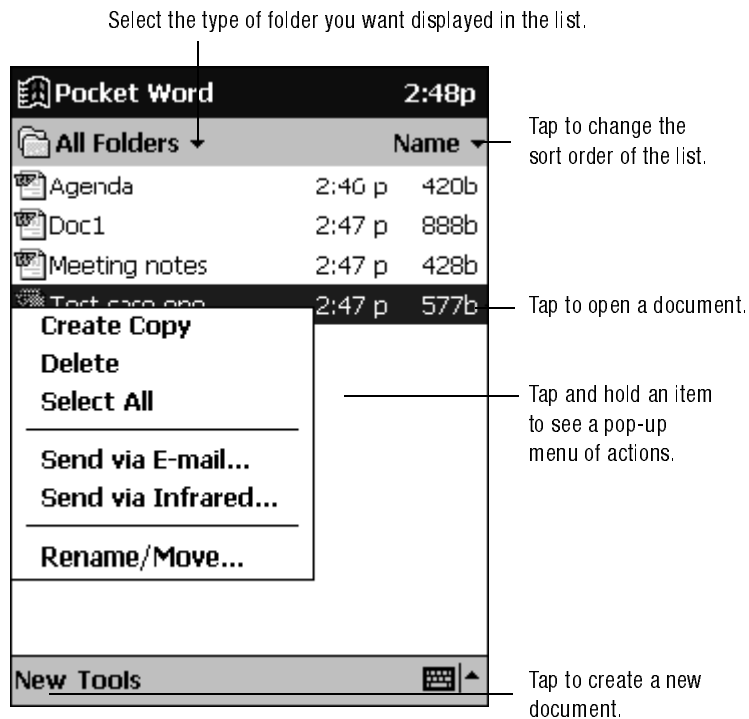 Select the type of folder you want displayed in the list.
Pocket Word 2:48p
All Folders Name
Tap to change the
sort order of the list.
Agenda 2:46 p 420b
Doc1 2:47 p 888b
Meeting notes 2:47 p 428b
Test case one 2:47 p 577b
Tap to open a document.
Create Copy
Delete
Select All
Send via E-mail...
Send via Infrared...
Rename/Move...
Tap and hold an item
to see a pop-up
menu of actions.
New Tools
Tap to create a new
document.